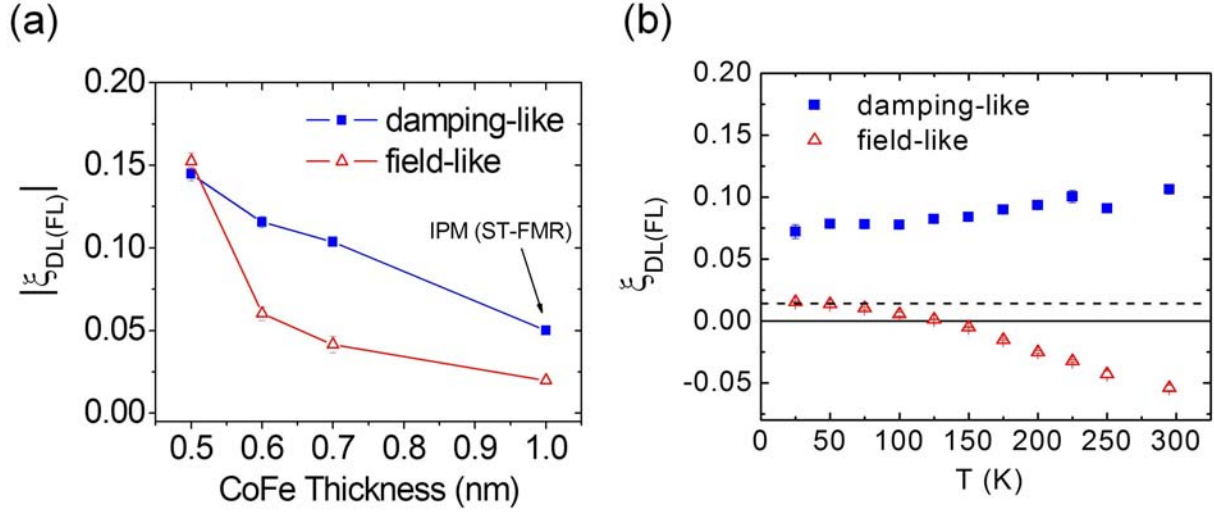 (a)
0.20
0.15
0.10
0.05
0.00
|ξDL(FL)|
damping-like
field-like
IPM (ST-FMR)
0.5 0.6 0.7 0.8 0.9 1.0
CoFe Thickness (nm)
(b)
0.20
0.15
0.10
0.05
0.00
-0.05
ξDL(FL)
damping-like
field-like
0 50 100 150 200 250 300
T (K)